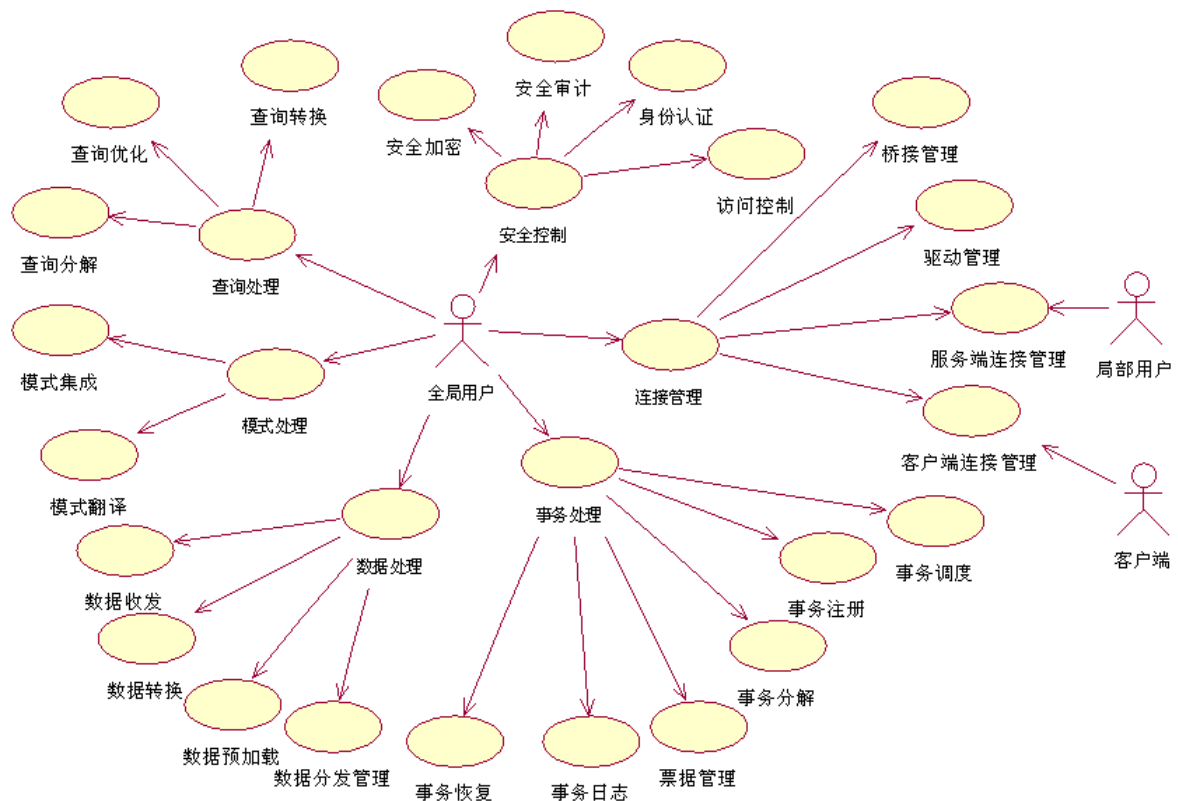 安全审计
查询转换
身份认证
查询优化
安全加密
桥接管理
访问控制
安全控制
查询分解
驱动管理
查询处理
服务端连接管理
局部用户
模式集成
全局用户
连接管理
模式处理
客户端连接管理
模式翻译
事务处理
数据处理
客户端
事务调度
数据收发
事务注册
数据转换
事务分解
数据预加载
数据分发管理
票据管理
事务恢复
事务日志